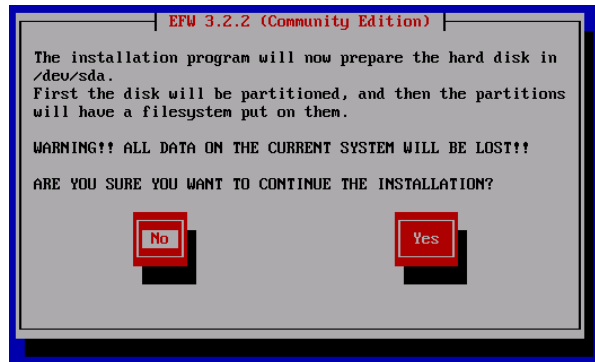 EFW 3.2.2 (Community Edition)
The installation program will now prepare the hard disk in
/dev/sda.
First the disk will be partitioned, and then the partitions
will have a filesystem put on them.
WARNING!! ALL DATA ON THE CURRENT SYSTEM WILL BE LOST!!
ARE YOU SURE YOU WANT TO CONTINUE THE INSTALLATION?
No Yes